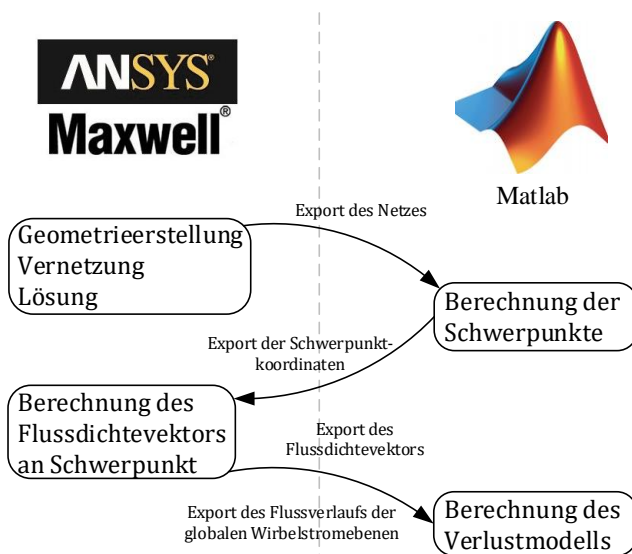 ANSYS®
Maxwell®
Matlab
Export des Netzes
Geometrieerstellung
Vernetzung
Lösung
Berechnung der
Schwerpunkte
Export der Schwerpunkt-
koordinaten
Berechnung des
Flussdichtevektors
an Schwerpunkt
Export des
Flussdichtevektors
Export des Flussverlaufs der
globalen Wirbelstromebenen
Berechnung des
Verlustmodells